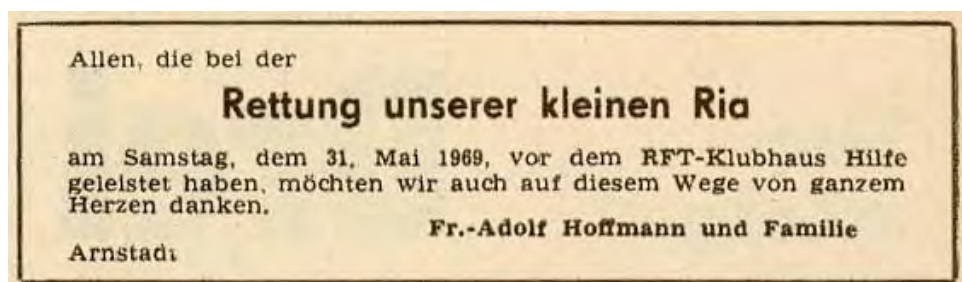 Allen, die bei der
Rettung unserer kleinen Ria
am Samstag, dem 31. Mai 1969, vor dem RFT-Klubhaus Hilfe
geleistet haben, möchten wir auch auf diesem Wege von ganzem
Herzen danken.
Fr.-Adolf Hoffmann und Familie
Arnstadt